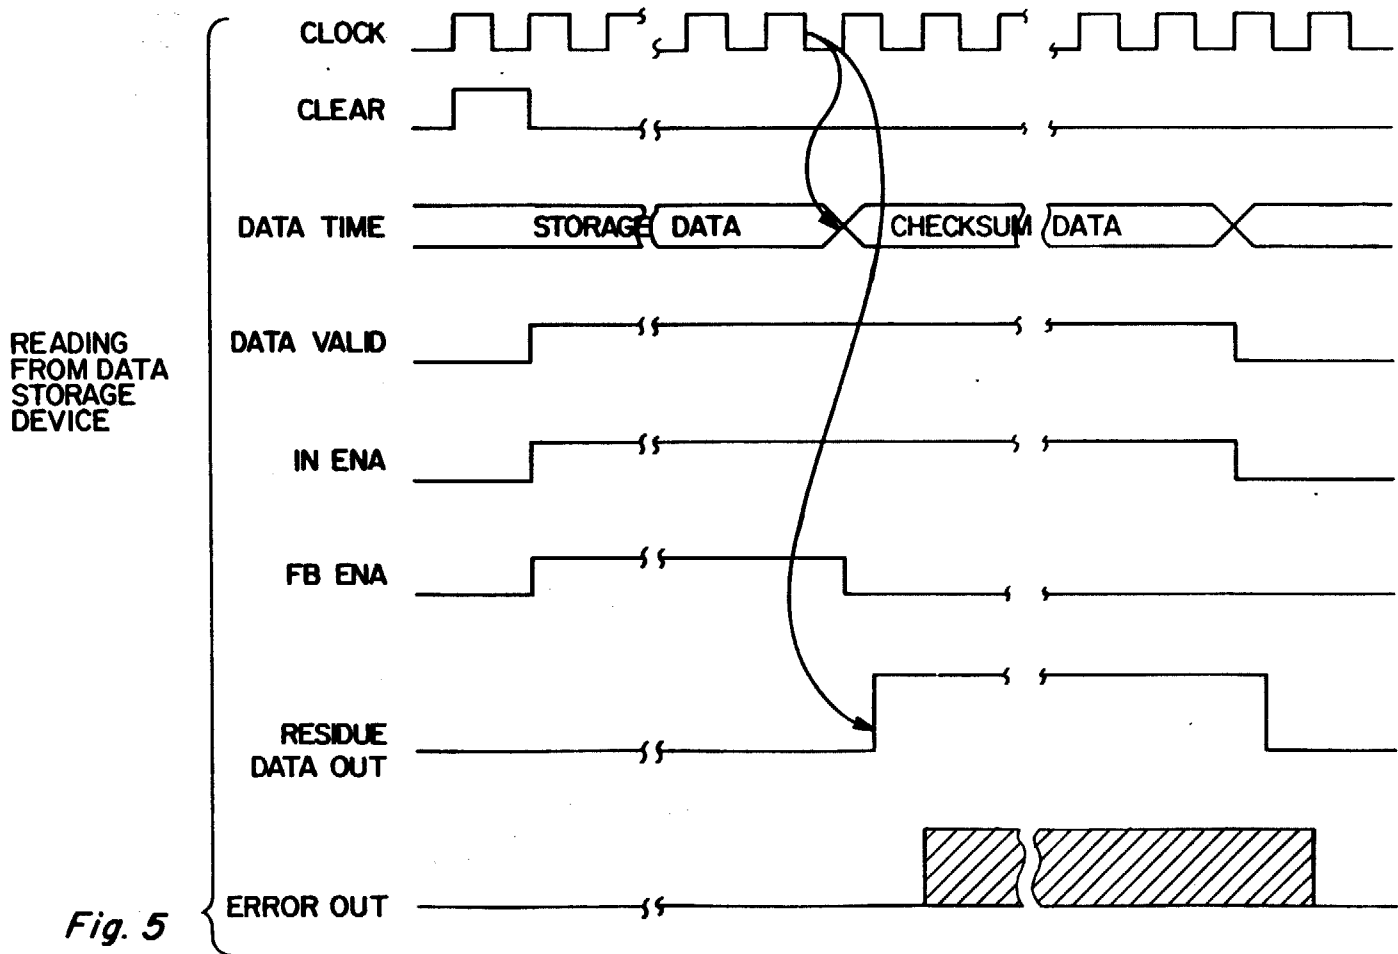 CLOCK
CLEAR
DATA TIME
STORAGE DATA
CHECKSUM DATA
READING
FROM DATA
STORAGE
DEVICE
DATA VALID
IN ENA
FB ENA
RESIDUE
DATA OUT
ERROR OUT
Fig. 5